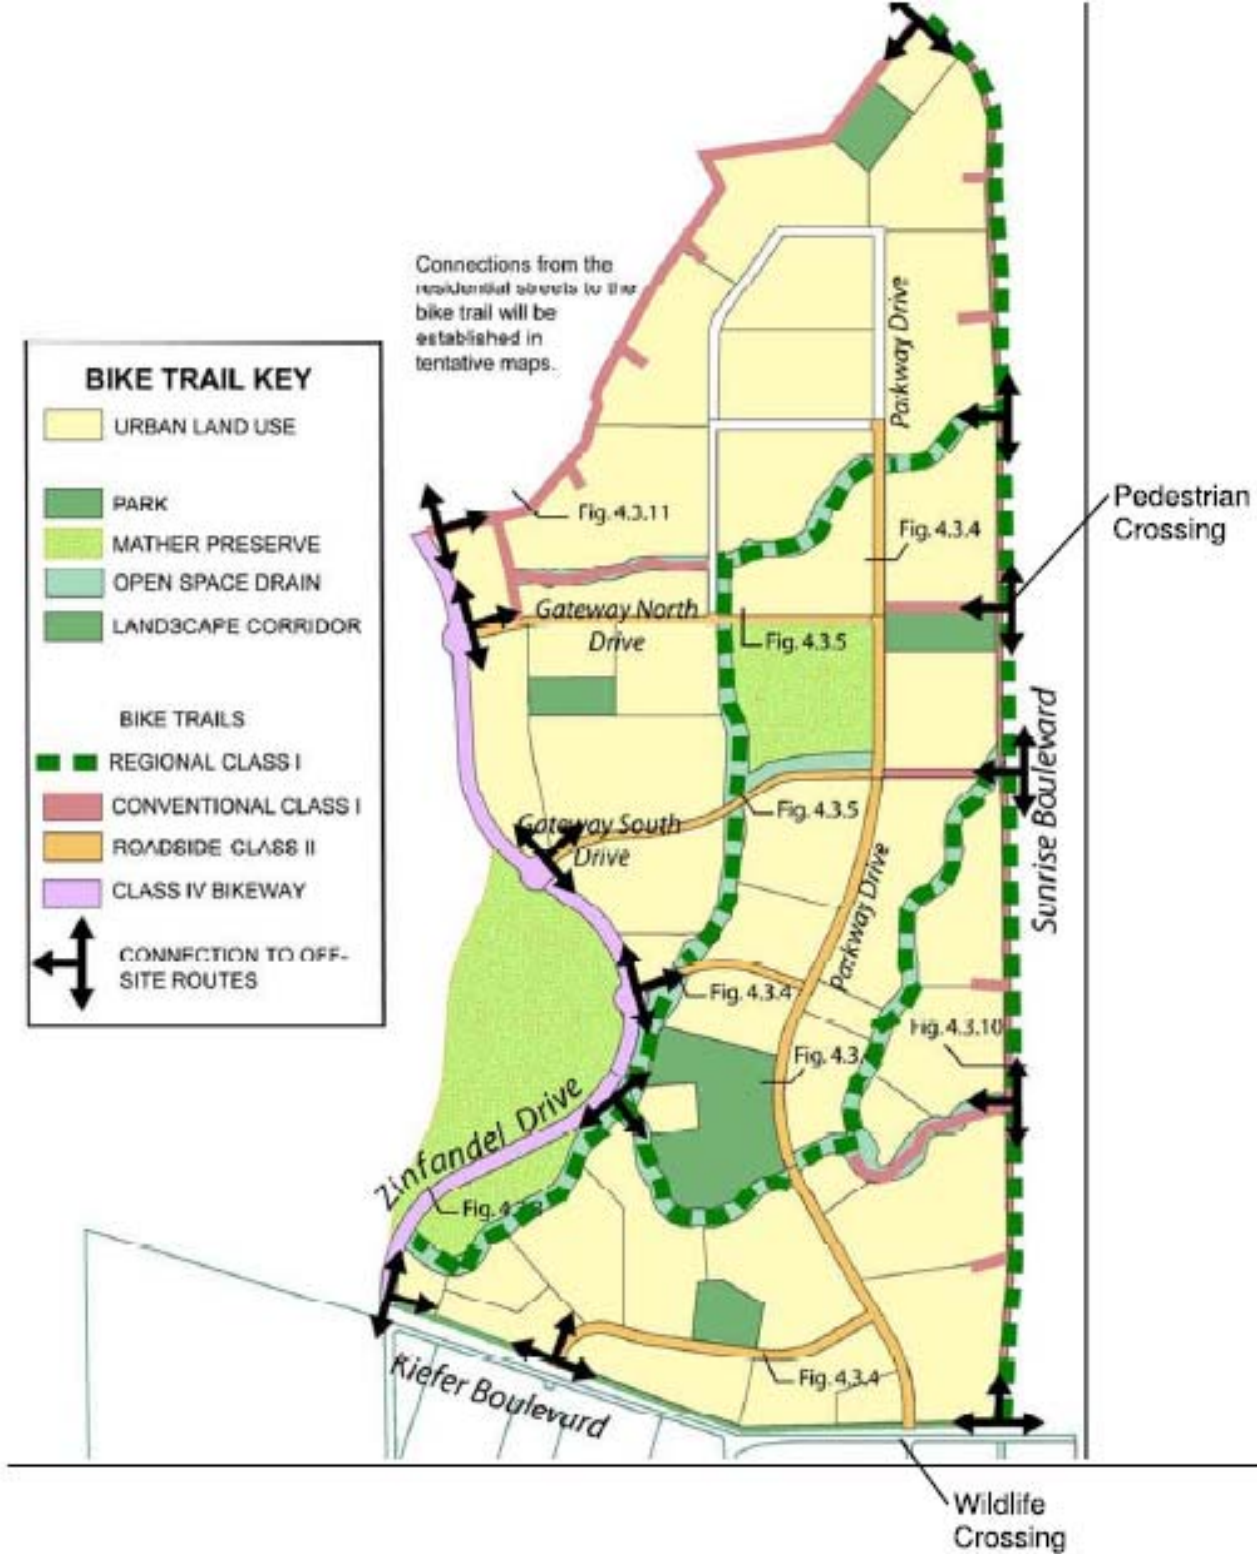 Connections from the
residential streets to the
bike trail will be
established in
tentative maps.
BIKE TRAIL KEY
URBAN LAND USE
PARK
MATHER PRESERVE
OPEN SPACE DRAIN
LANDSCAPE CORRIDOR
BIKE TRAILS
REGIONAL CLASS I
CONVENTIONAL CLASS I
ROADSIDE CLASS II
CLASS IV BIKEWAY
CONNECTION TO OFF-
SITE ROUTES
Parkway Drive
Fig. 4.3.11
Fig. 4.3.4
Pedestrian
Crossing
Gateway North
Drive
Fig. 4.3.5
Sunrise Boulevard
Fig. 4.3.5
Gateway South
Drive
Parkway Drive
Fig. 4.3.4
Fig. 4.3.10
Fig. 4.3.
Zinfandel Drive
Fig.
Kiefer Boulevard
Fig. 4.3.4
Wildlife
Crossing